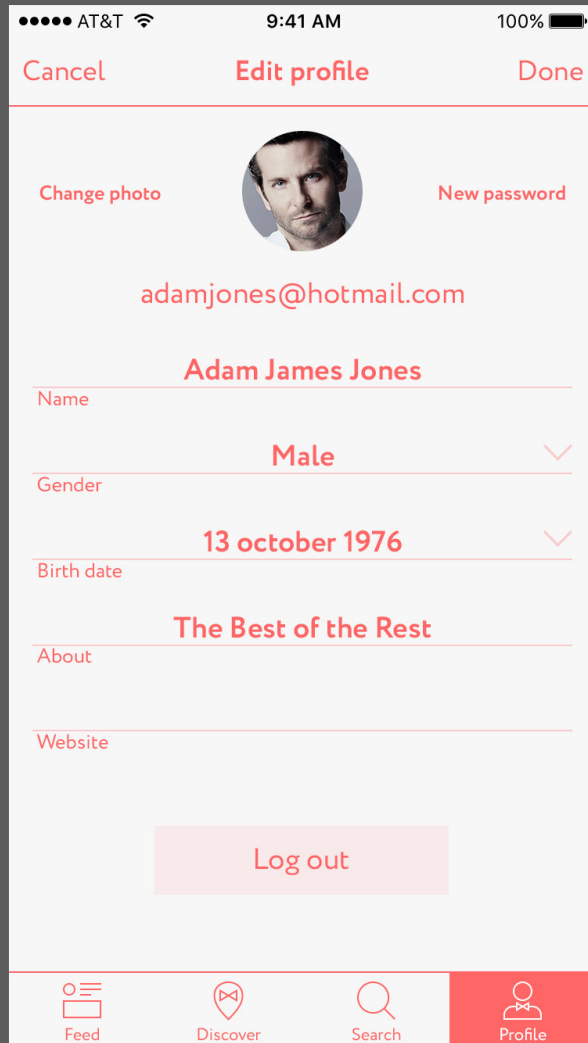 AT&T 9:41 AM 100%
Cancel Edit profile Done
Change photo New password
adamjones@hotmail.com
Adam James Jones
Name
Male
Gender
13 october 1976
Birth date
The Best of the Rest
About
Website
Log out
Feed Discover Search Profile